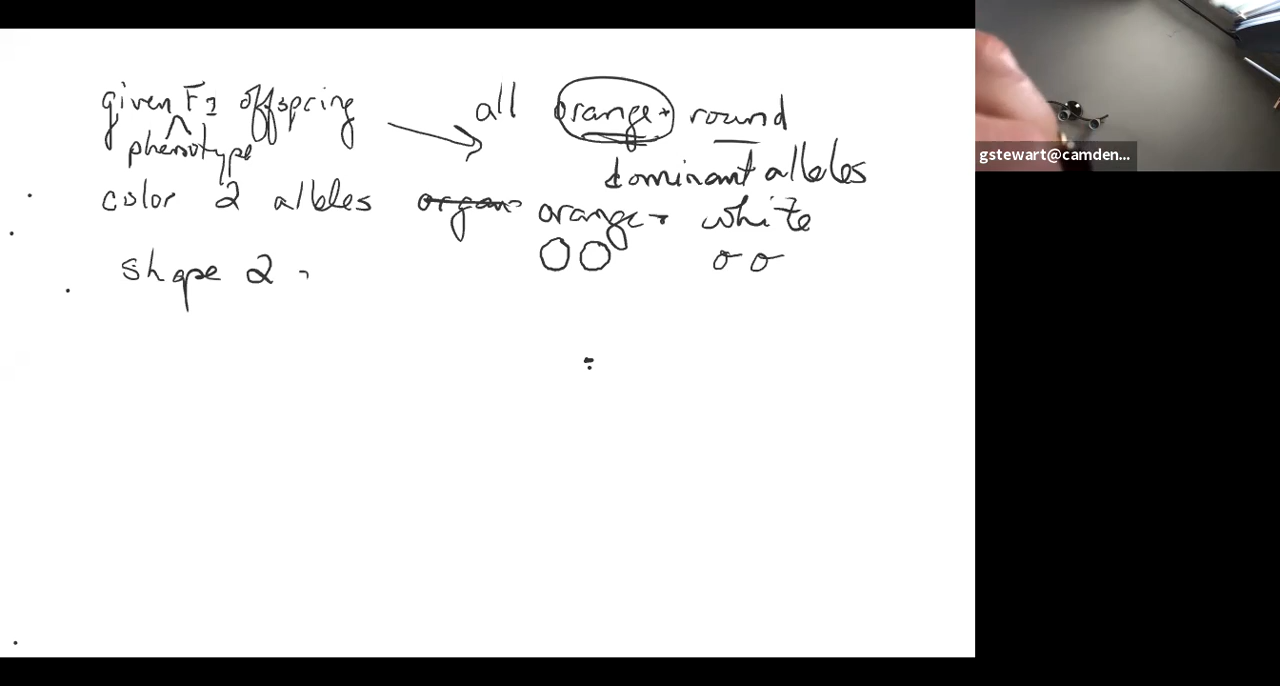 given F1 offspring → all orange + round
phenotype
dominant alleles
color 2 alleles orange - white
OO oo
shape 2
gstewart@camden...